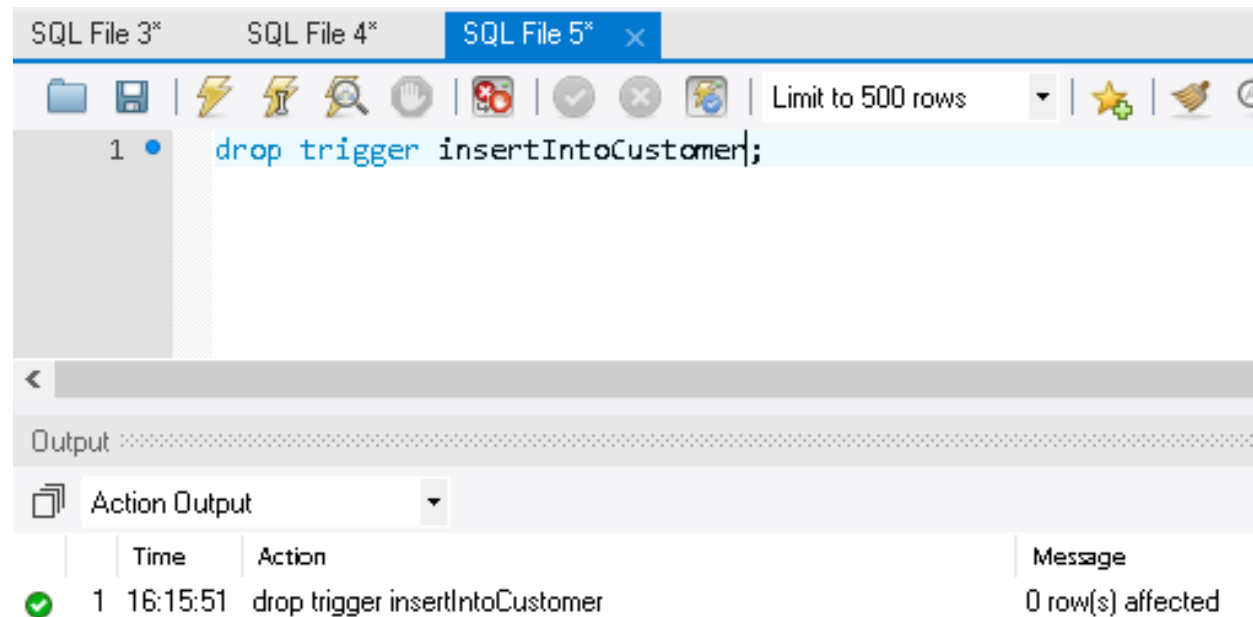 SQL File 3* SQL File 4* SQL File 5*
Limit to 500 rows
1 drop trigger insertIntoCustomer;
Output
Action Output
Time Action Message
1 16:15:51 drop trigger insertIntoCustomer 0 row(s) affected